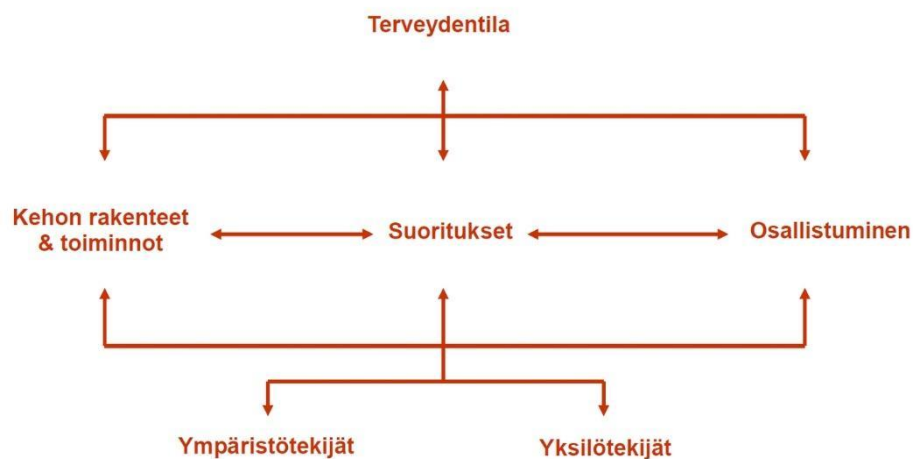 Terveydentila
Kehon rakenteet
& toiminnot
Suoritukset
Osallistuminen
Ympäristötekijät
Yksilötekijät